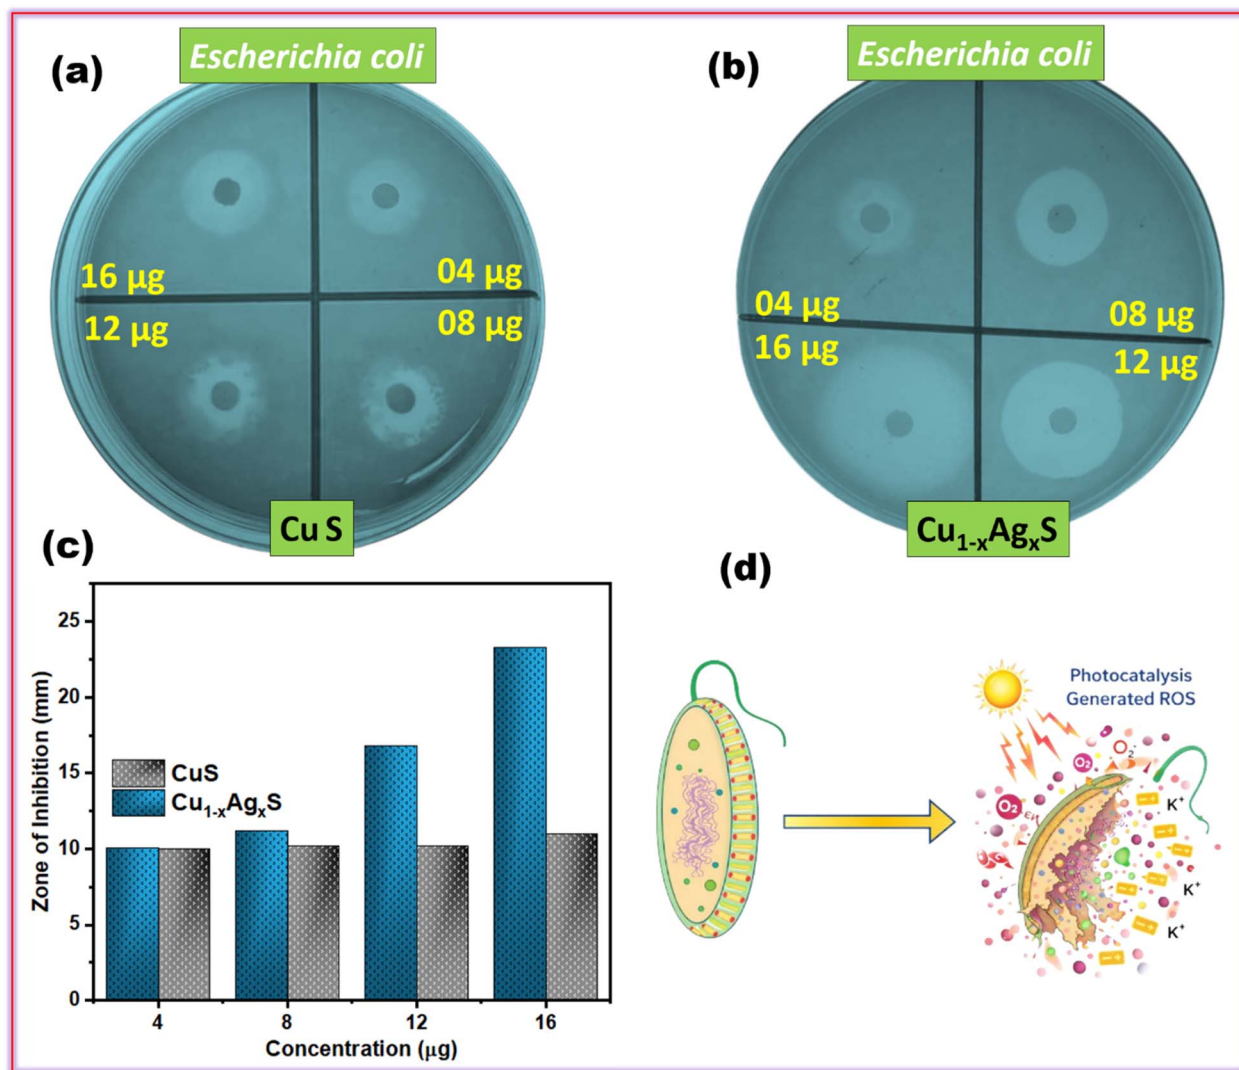 (a)
Escherichia coli
16 µg
04 µg
12 µg
08 µg
Cu S
(b)
Escherichia coli
04 µg
08 µg
16 µg
12 µg
Cu₁₋ₓAgₓS
(c)
Zone of Inhibition (mm)
25
20
15
10
5
0
CuS
Cu₁₋ₓAgₓS
4
8
12
16
Concentration (µg)
(d)
Photocatalysis
Generated ROS
O₂
O₂
K⁺
K⁺
K⁺